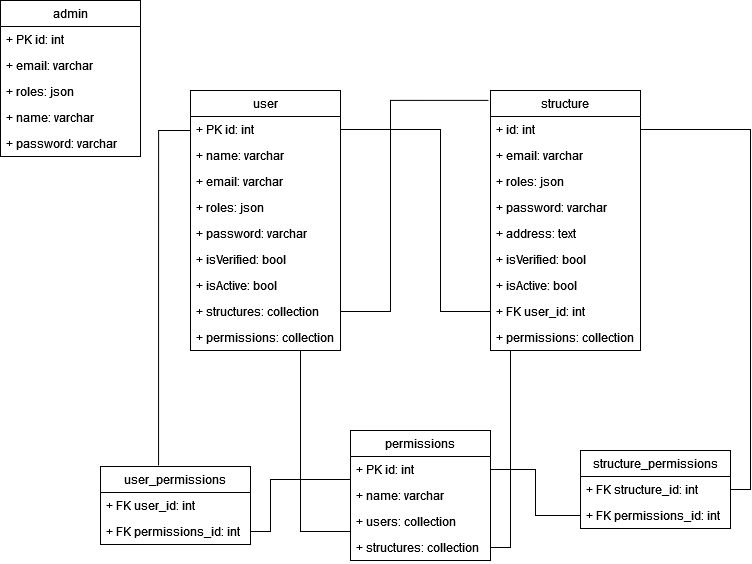 admin
+ PK id: int
+ email: varchar
+ roles: json
+ name: varchar
+ password: varchar
user
+ PK id: int
+ name: varchar
+ email: varchar
+ roles: json
+ password: varchar
+ isVerified: bool
+ isActive: bool
+ structures: collection
+ permissions: collection
structure
+ id: int
+ email: varchar
+ roles: json
+ password: varchar
+ address: text
+ isVerified: bool
+ isActive: bool
+ FK user_id: int
+ permissions: collection
user_permissions
+ FK user_id: int
+ FK permissions_id: int
permissions
+ PK id: int
+ name: varchar
+ users: collection
+ structures: collection
structure_permissions
+ FK structure_id: int
+ FK permissions_id: int